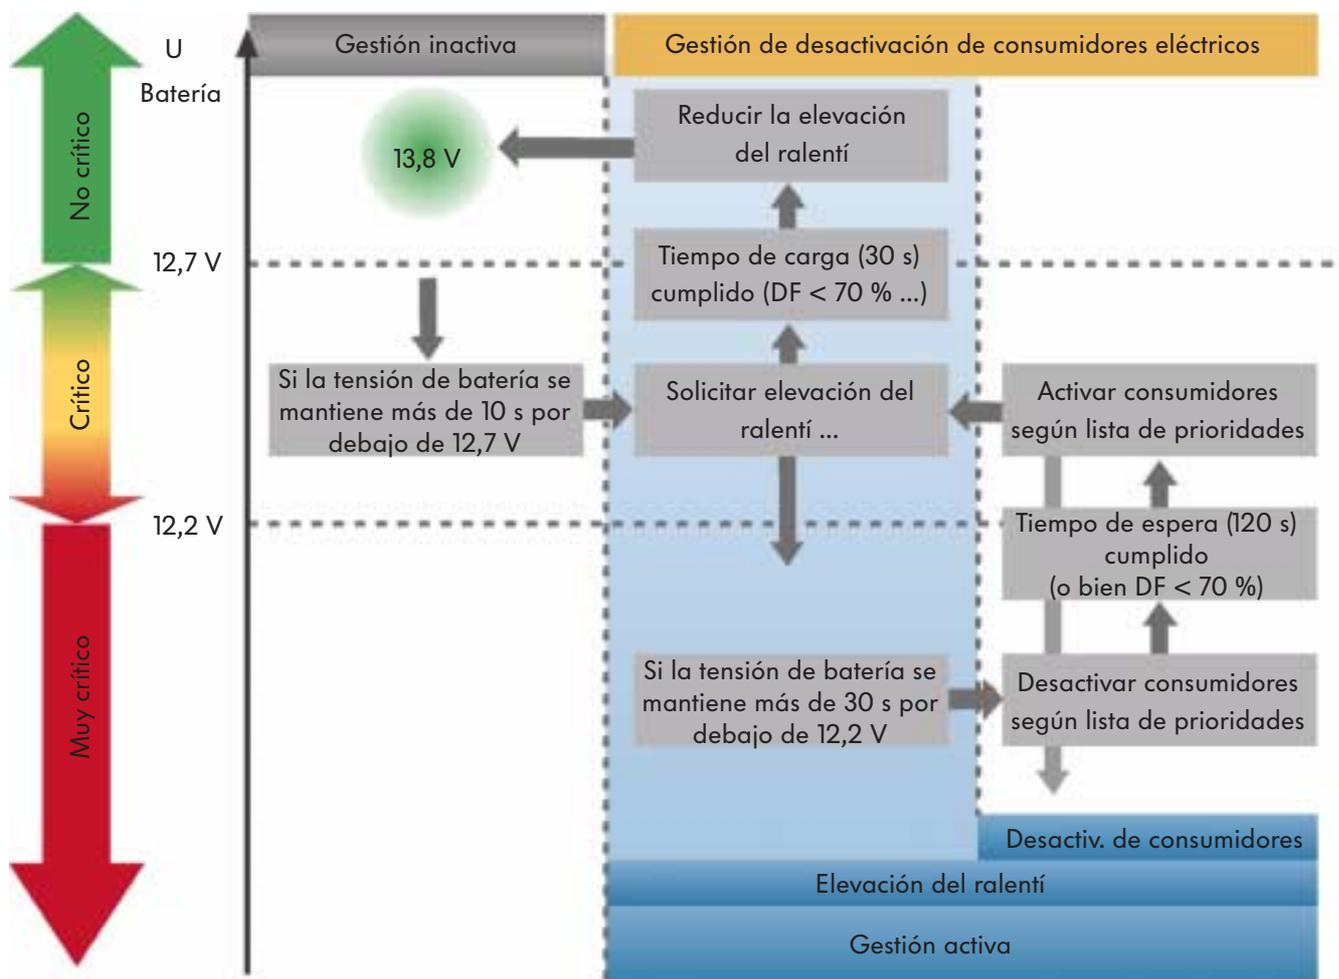 U
Batería
Gestión inactiva
Gestión de desactivación de consumidores eléctricos
No crítico
13,8 V
Reducir la elevación
del ralentí
12,7 V
Tiempo de carga (30 s)
cumplido (DF < 70 % ...)
Crítico
Si la tensión de batería se
mantiene más de 10 s por
debajo de 12,7 V
Solicitar elevación del
ralentí ...
Activar consumidores
según lista de prioridades
12,2 V
Tiempo de espera (120 s)
cumplido
(o bien DF < 70 %)
Muy crítico
Si la tensión de batería se
mantiene más de 30 s por
debajo de 12,2 V
Desactivar consumidores
según lista de prioridades
Desactiv. de consumidores
Elevación del ralentí
Gestión activa